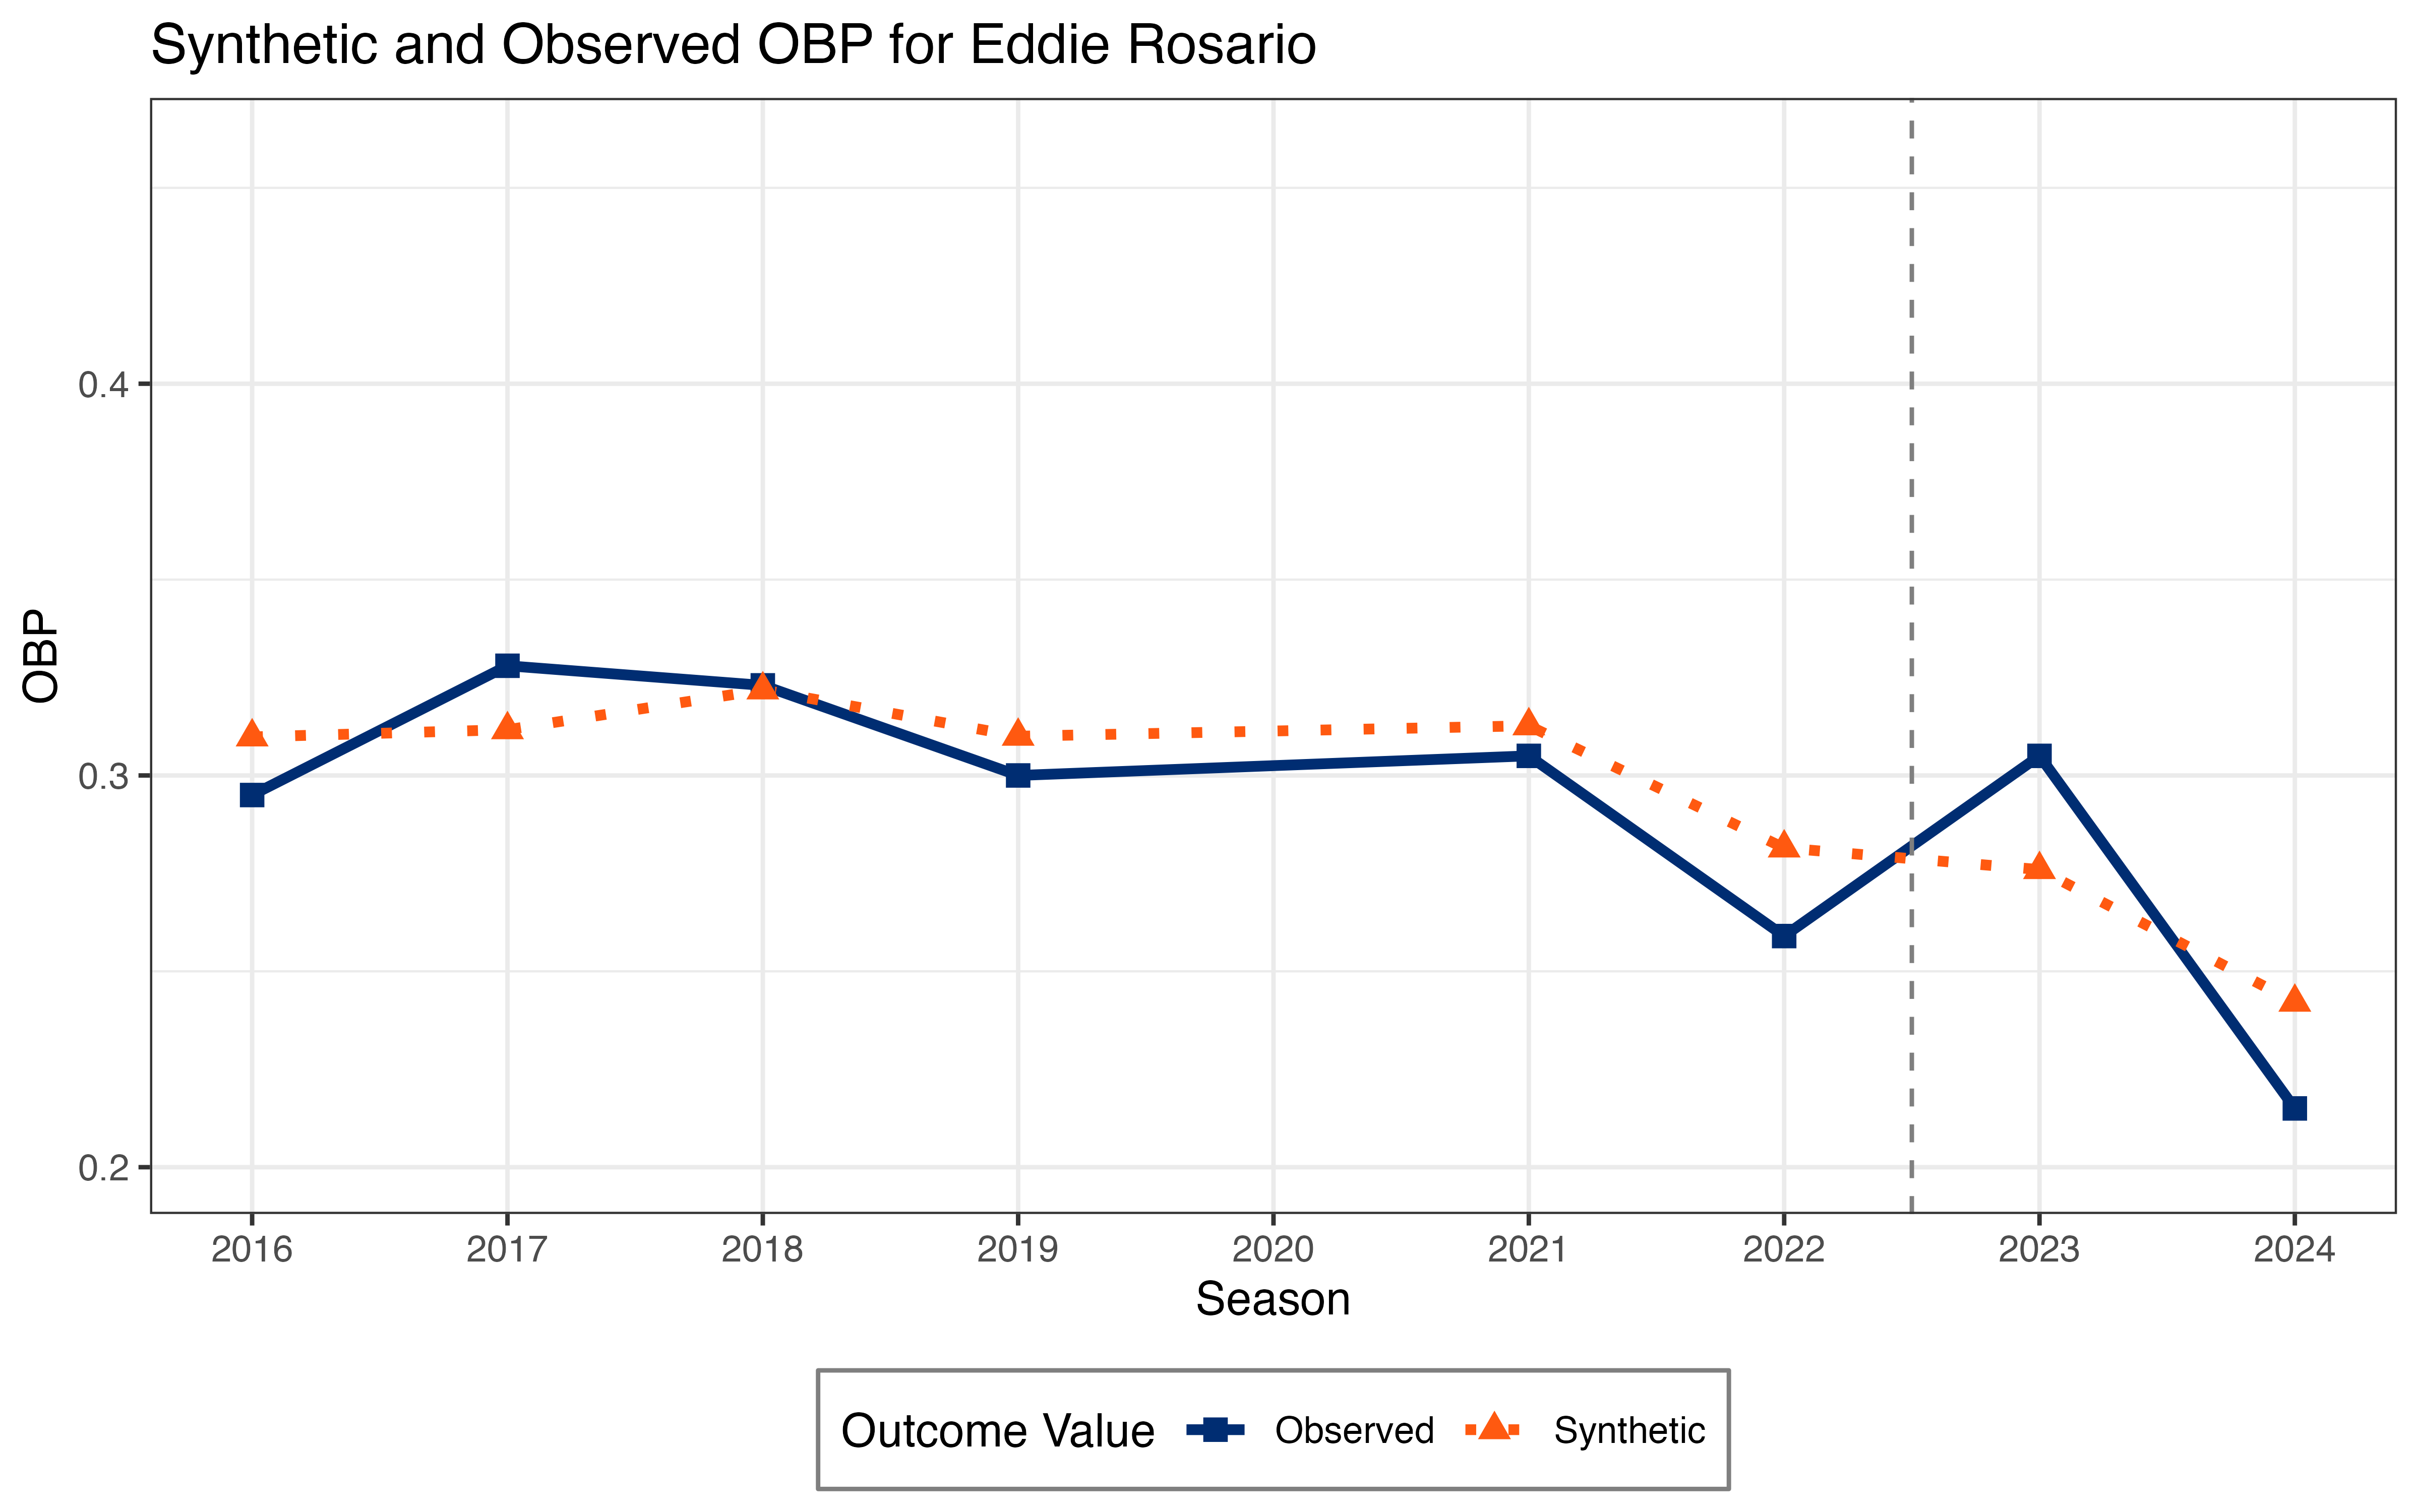 Synthetic and Observed OBP for Eddie Rosario
OBP
0.4
0.3
0.2
2016 2017 2018 2019 2020 2021 2022 2023 2024
Season
Outcome Value Observed Synthetic